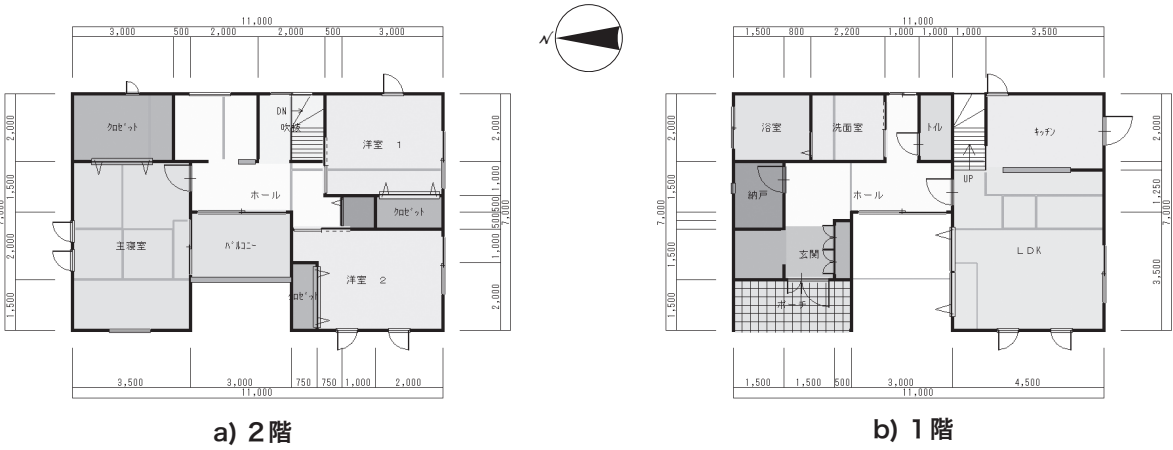 11,000
3,000 500 2,000 2,000 500 3,000
N
11,000
1,500 800 2,200 1,000 1,000 1,000 3,500
DN
吹抜
クロゼット
洋室 1
ホール
クロゼット
主寝室
バルコニー
洋室 2
クロゼット
2,000
1,500
2,000
1,500
7,000
2,000
1,000
500
500
1,000
2,000
7,000
3,500 3,000 750 750 1,000 2,000
11,000
a) 2階
浴室
洗面室
トイレ
キッチン
UP
納戸
ホール
玄関
LDK
ポーチ
2,000
1,500
1,500
7,000
2,000
1,250
3,500
7,000
1,500 1,500 500 3,000 4,500
11,000
b) 1階